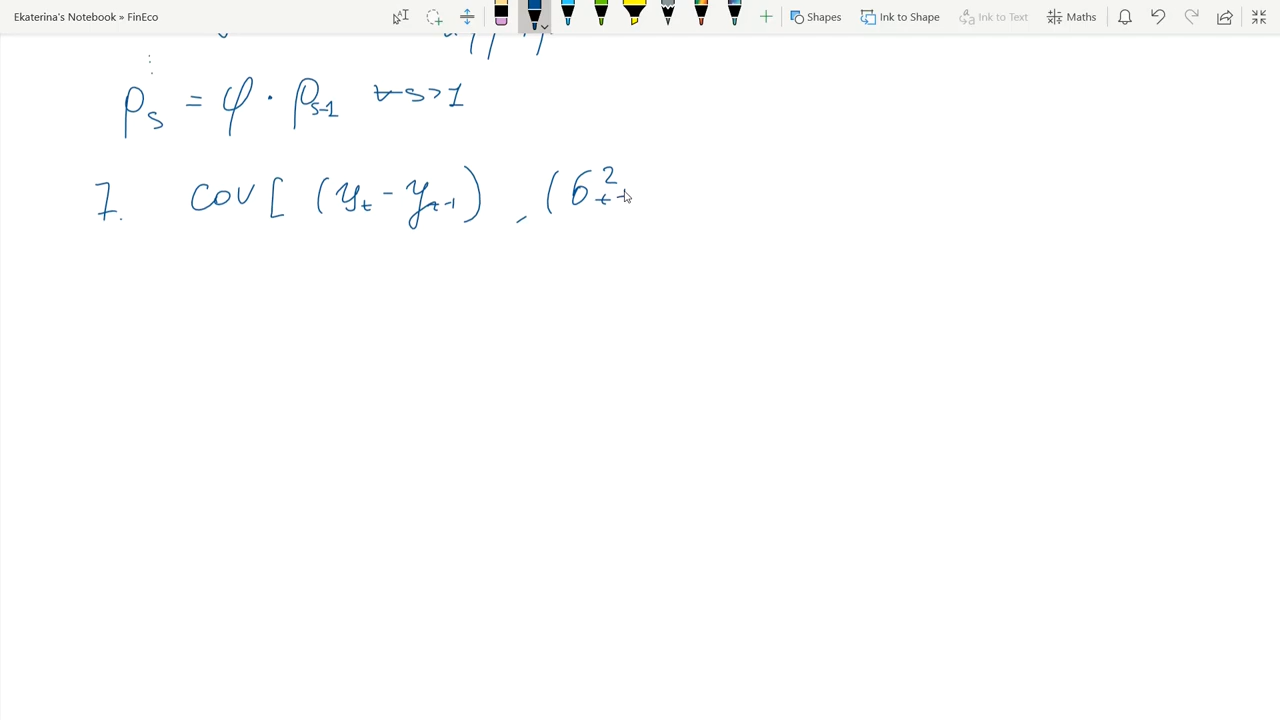 Ekaterina's Notebook » FinEco
Shapes Ink to Shape Ink to Text Maths
⋮
ρₛ = φ · ρₛ₋₁ ∀ s > 1
7. cov [ (yₜ - yₜ₋₁) , (σₜ²